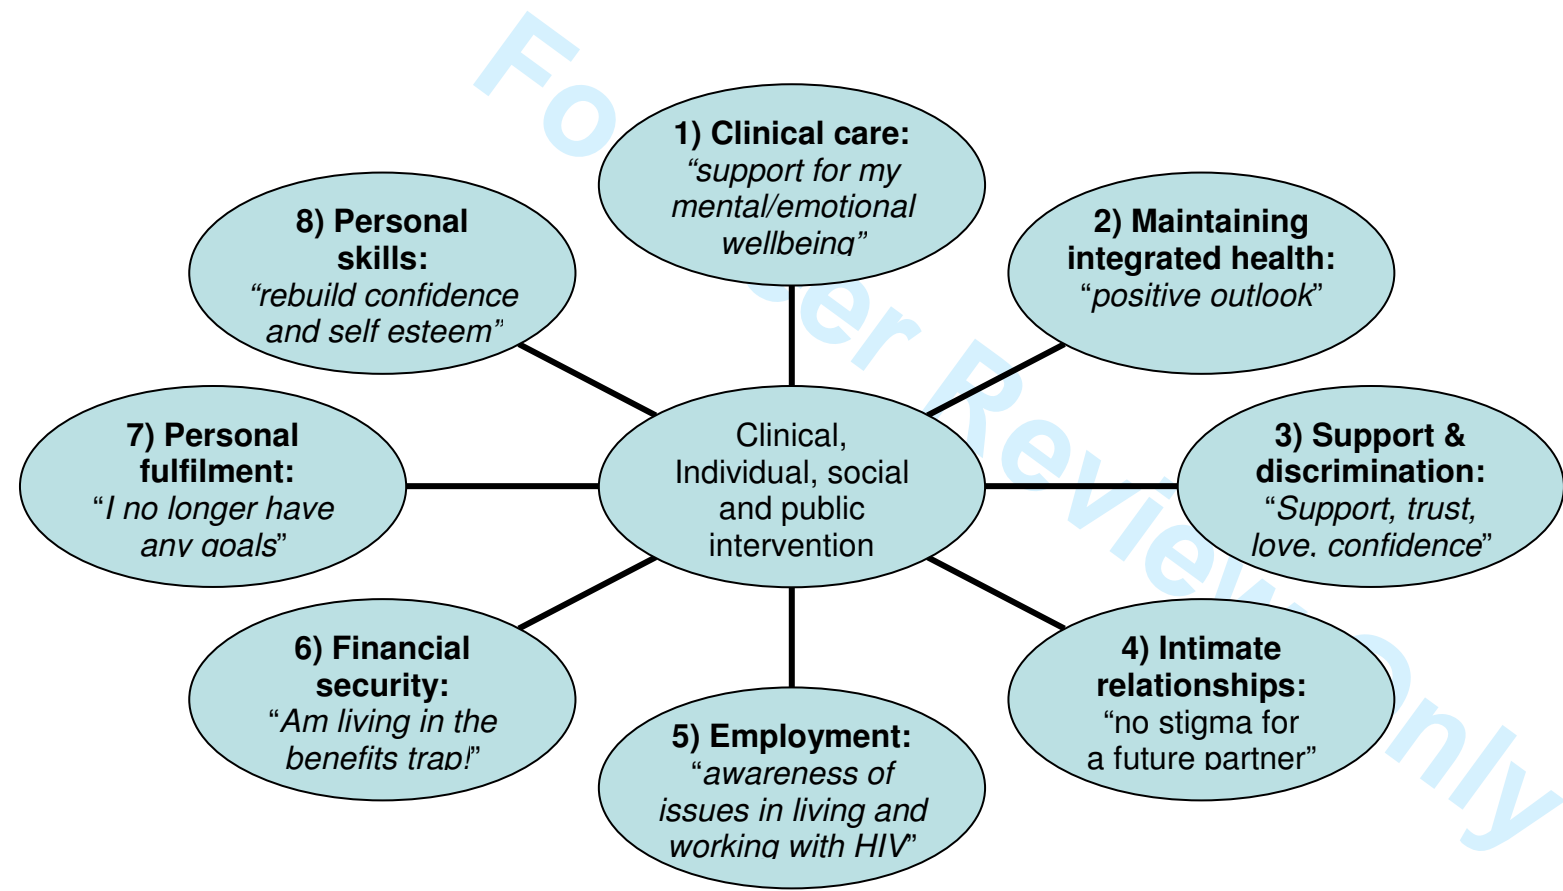 1) Clinical care:
“support for my
mental/emotional
wellbeing”
2) Maintaining
integrated health:
“positive outlook”
3) Support &
discrimination:
“Support, trust,
love, confidence”
4) Intimate
relationships:
“no stigma for
a future partner”
5) Employment:
“awareness of
issues in living and
working with HIV”
6) Financial
security:
“Am living in the
benefits trap!”
7) Personal
fulfilment:
“I no longer have
any goals”
8) Personal
skills:
“rebuild confidence
and self esteem”
Clinical,
Individual, social
and public
intervention
For Peer Review Only